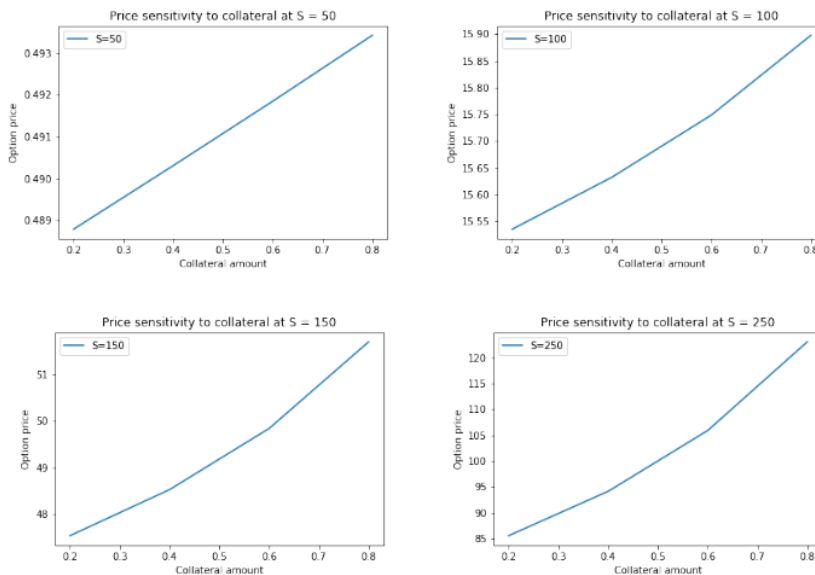 Price sensitivity to collateral at S = 50
S=50
Option price
0.493
0.492
0.491
0.490
0.489
0.2 0.3 0.4 0.5 0.6 0.7 0.8
Collateral amount
Price sensitivity to collateral at S = 100
S=100
Option price
15.90
15.85
15.80
15.75
15.70
15.65
15.60
15.55
0.2 0.3 0.4 0.5 0.6 0.7 0.8
Collateral amount
Price sensitivity to collateral at S = 150
S=150
Option price
51
50
49
48
0.2 0.3 0.4 0.5 0.6 0.7 0.8
Collateral amount
Price sensitivity to collateral at S = 250
S=250
Option price
120
115
110
105
100
95
90
85
0.2 0.3 0.4 0.5 0.6 0.7 0.8
Collateral amount